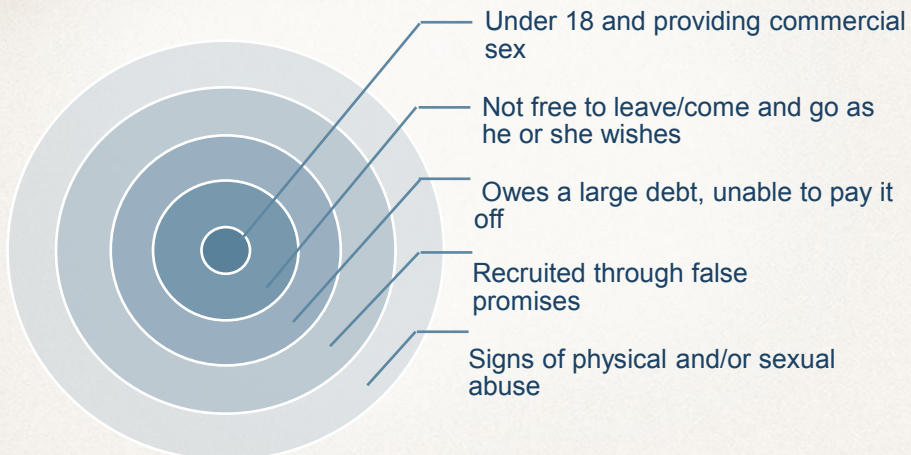 Under 18 and providing commercial
sex
Not free to leave/come and go as
he or she wishes
Owes a large debt, unable to pay it
off
Recruited through false
promises
Signs of physical and/or sexual
abuse